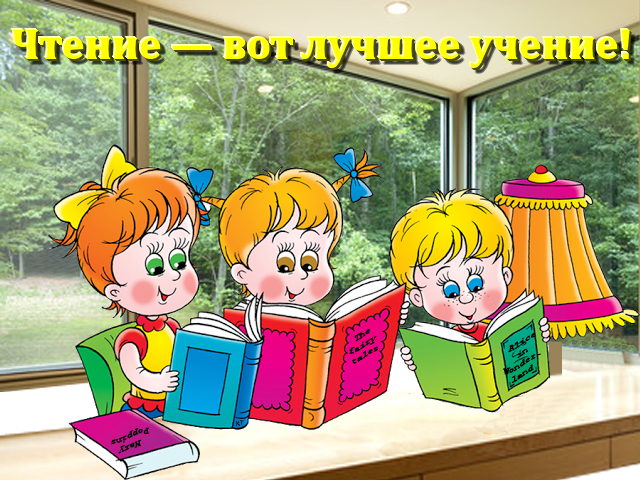 Чтение — вот лучшее учение!
The
fairy
tales
Alice
in
Wonder
land
Mary
poppins